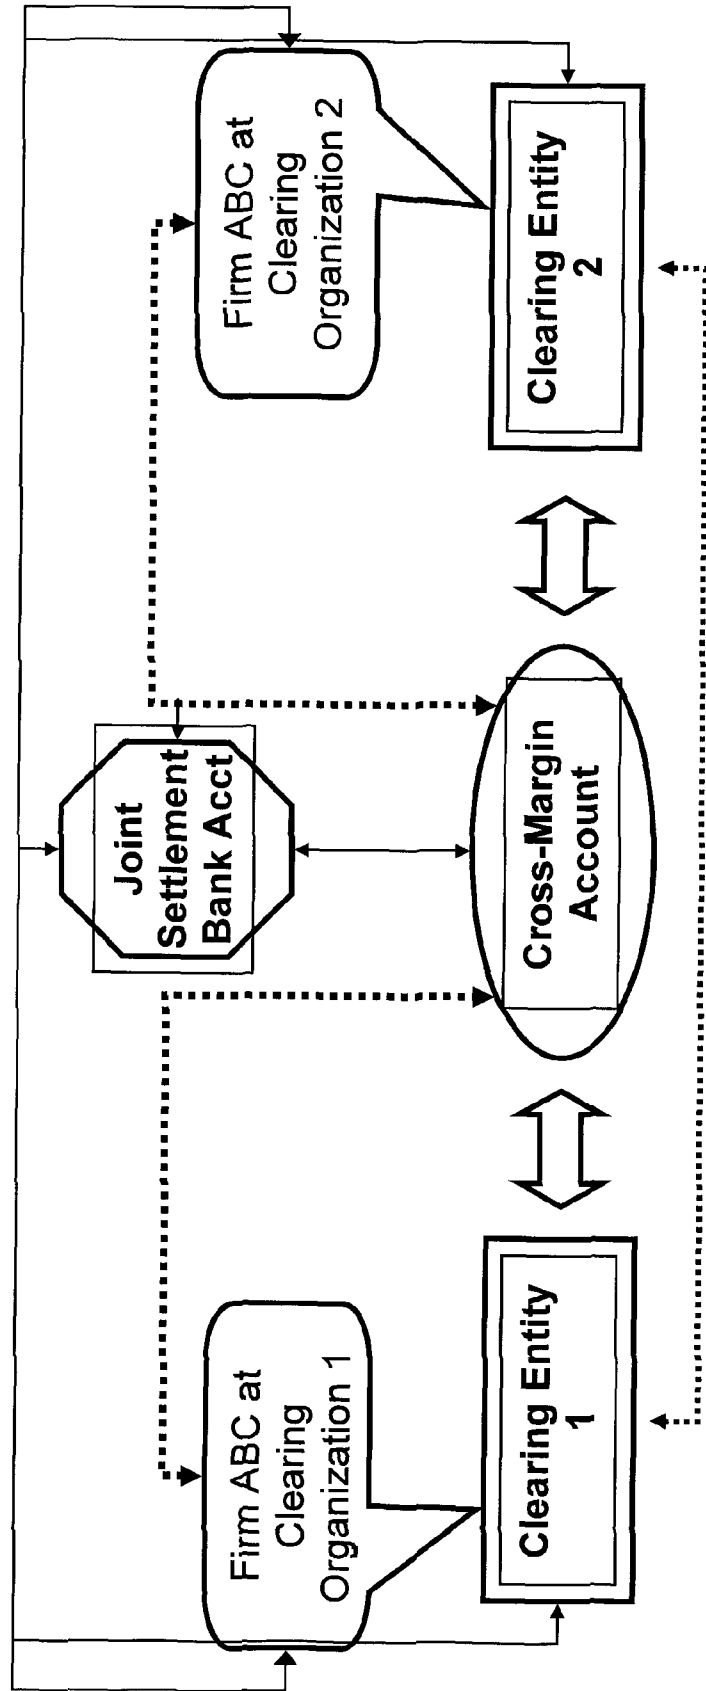 Firm ABC at
Clearing
Organization 1
Joint
Settlement
Bank Acct
Firm ABC at
Clearing
Organization 2
Clearing Entity
1
Cross-Margin
Account
Clearing Entity
2